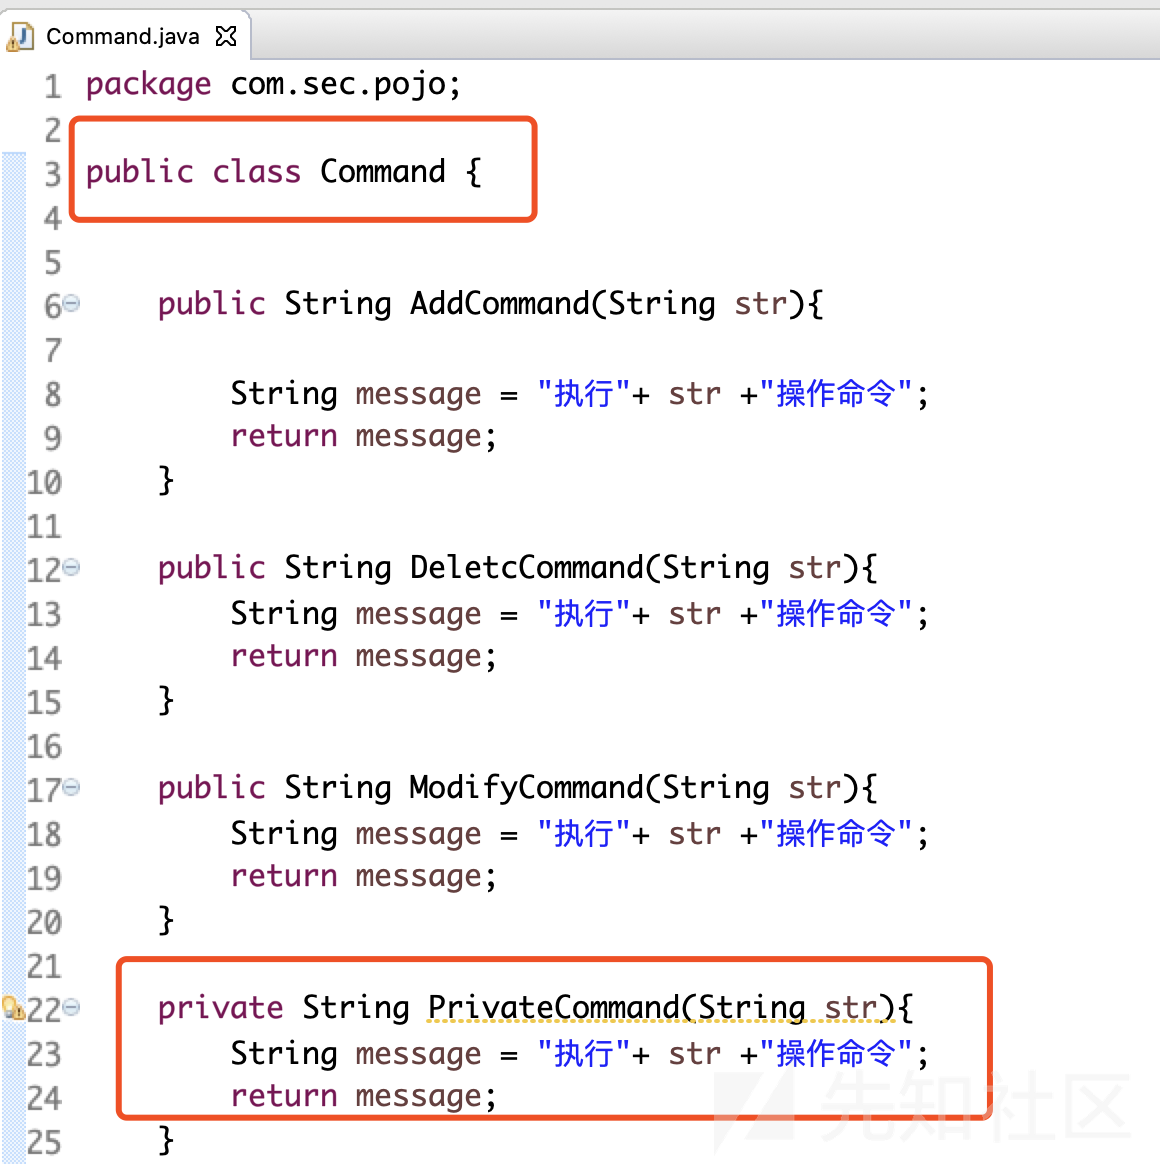 Command.java
1 package com.sec.pojo;
2
3 public class Command {
4
5
6 public String AddCommand(String str){
7
8 String message = "执行"+ str +"操作命令";
9 return message;
10 }
11
12 public String DeletcCommand(String str){
13 String message = "执行"+ str +"操作命令";
14 return message;
15 }
16
17 public String ModifyCommand(String str){
18 String message = "执行"+ str +"操作命令";
19 return message;
20 }
21
22 private String PrivateCommand(String str){
23 String message = "执行"+ str +"操作命令";
24 return message;
25 }
先知社区